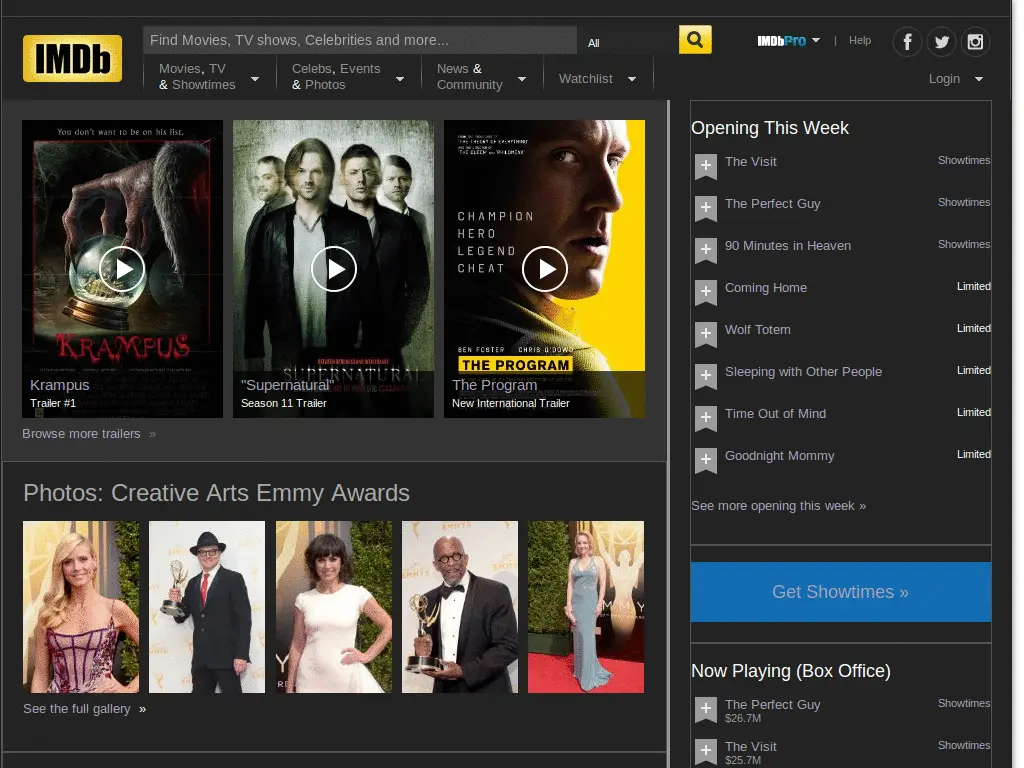 IMDb
Find Movies, TV shows, Celebrities and more...
All
IMDbPro
|
Help
Movies, TV
& Showtimes
Celebs, Events
& Photos
News &
Community
Watchlist
Login
You don't want to be on his list.
KRAMPUS
Krampus
Trailer #1
SUPERNATURAL
"Supernatural"
Season 11 Trailer
CHAMPION
HERO
LEGEND
CHEAT
BEN FOSTER CHRIS O'DOWD
THE PROGRAM
The Program
New International Trailer
Browse more trailers »
Photos: Creative Arts Emmy Awards
See the full gallery »
Opening This Week
The Visit Showtimes
The Perfect Guy Showtimes
90 Minutes in Heaven Showtimes
Coming Home Limited
Wolf Totem Limited
Sleeping with Other People Limited
Time Out of Mind Limited
Goodnight Mommy Limited
See more opening this week »
Get Showtimes »
Now Playing (Box Office)
The Perfect Guy Showtimes
$26.7M
The Visit Showtimes
$25.7M